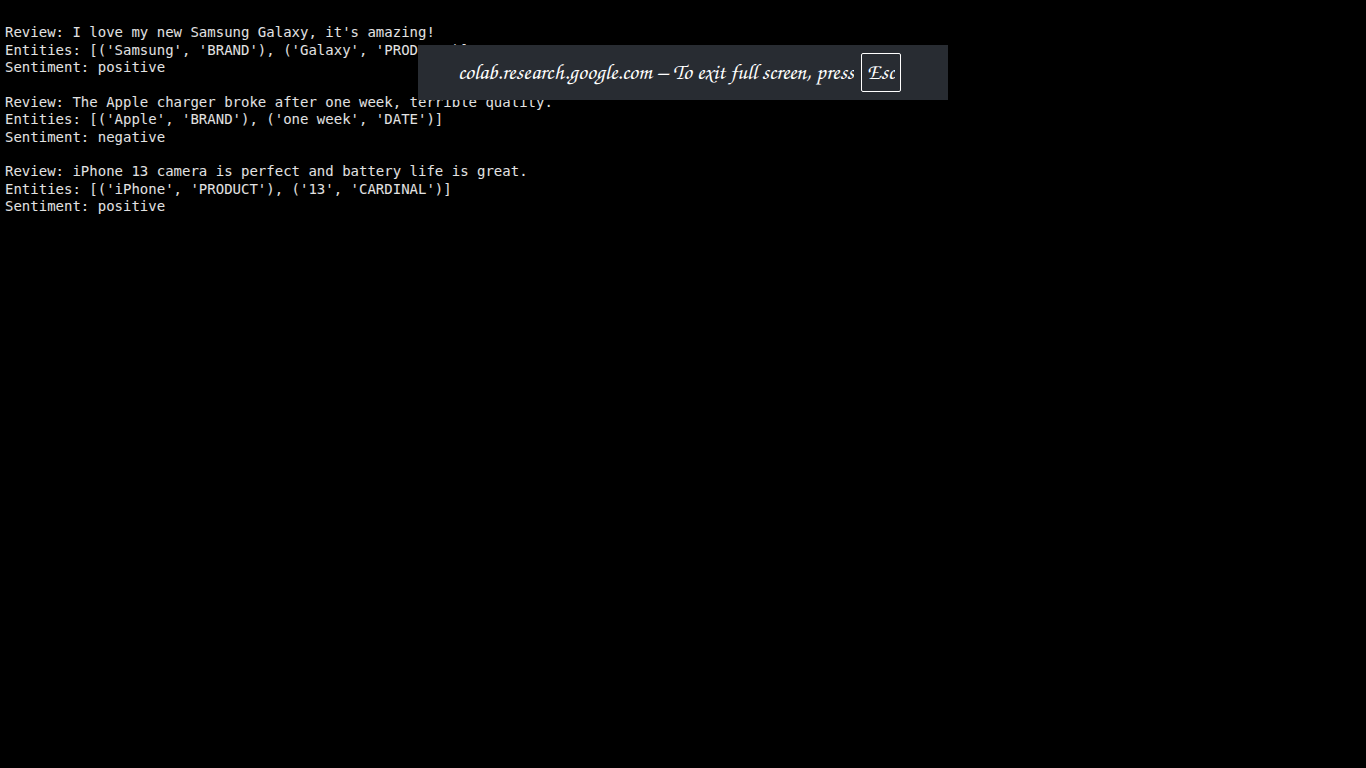 Review: I love my new Samsung Galaxy, it's amazing!
Entities: [('Samsung', 'BRAND'), ('Galaxy',
Sentiment: positive
colab.research.google.com — To exit full screen, press Esc
Review: The Apple charger broke after one week, terrible quality.
Entities: [('Apple', 'BRAND'), ('one week', 'DATE')]
Sentiment: negative
Review: iPhone 13 camera is perfect and battery life is great.
Entities: [('iPhone', 'PRODUCT'), ('13', 'CARDINAL')]
Sentiment: positive